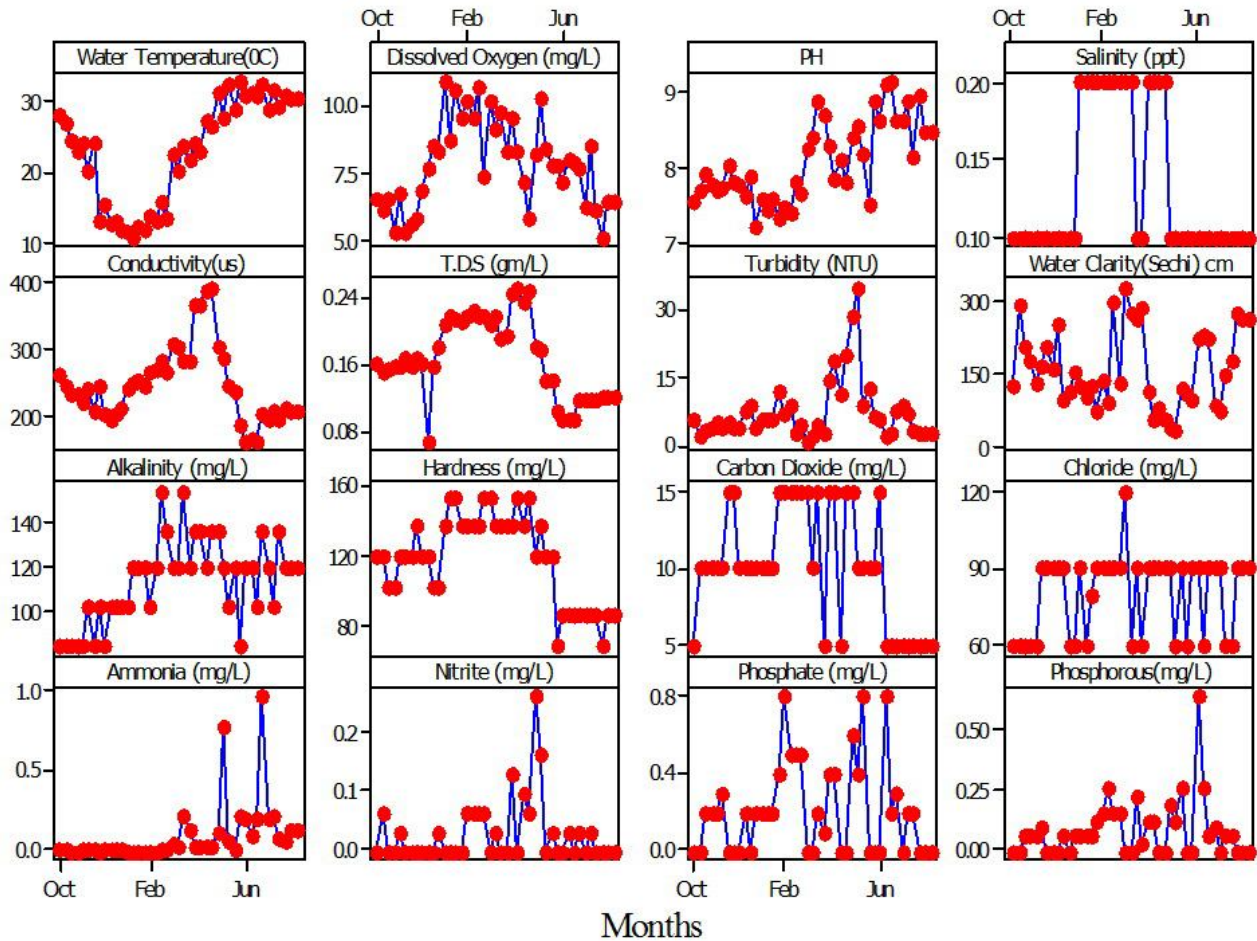 Oct Feb Jun Oct Feb Jun
Water Temperature(0C) Dissolved Oxygen (mg/L) PH Salinity (ppt)
30 10.0 9 0.20
20 7.5 8 0.15
10 5.0 7 0.10
Conductivity(us) T.D.S (gm/L) Turbidity (NTU) Water Clarity(Sechi) cm
400 0.24 30 300
300 0.16 15 150
200 0.08 0 0
Alkalinity (mg/L) Hardness (mg/L) Carbon Dioxide (mg/L) Chloride (mg/L)
140 160 15 120
120 120 10 90
100 80 5 60
Ammonia (mg/L) Nitrite (mg/L) Phosphate (mg/L) Phosphorous(mg/L)
1.0 0.2 0.8 0.50
0.5 0.1 0.4 0.25
0.0 0.0 0.0 0.00
Oct Feb Jun Oct Feb Jun
Months